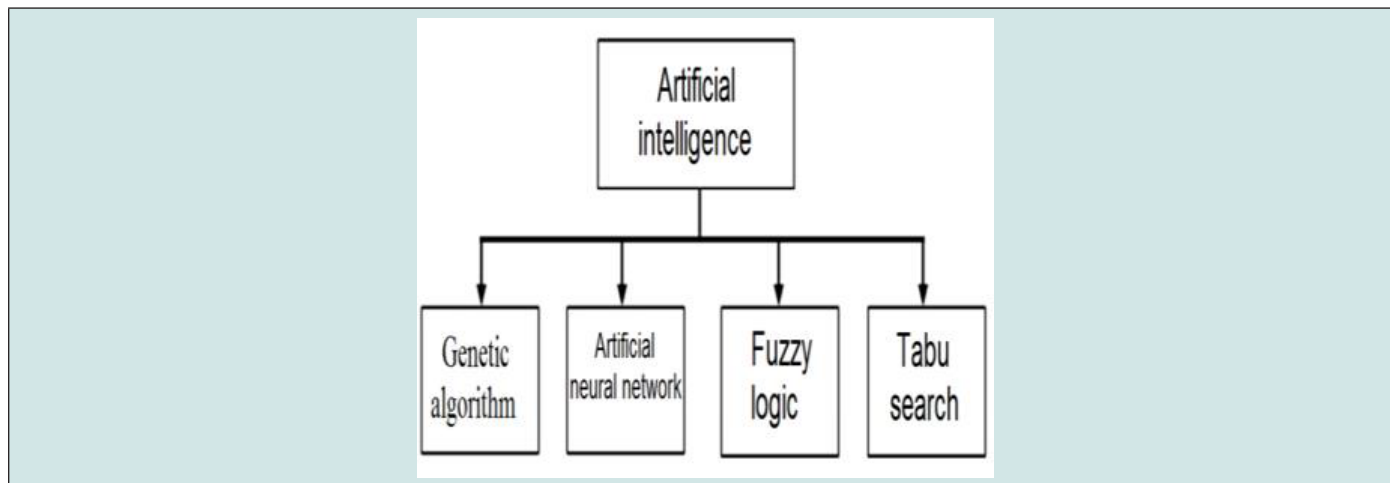 Artificial
intelligence
Genetic
algorithm
Artificial
neural network
Fuzzy
logic
Tabu
search